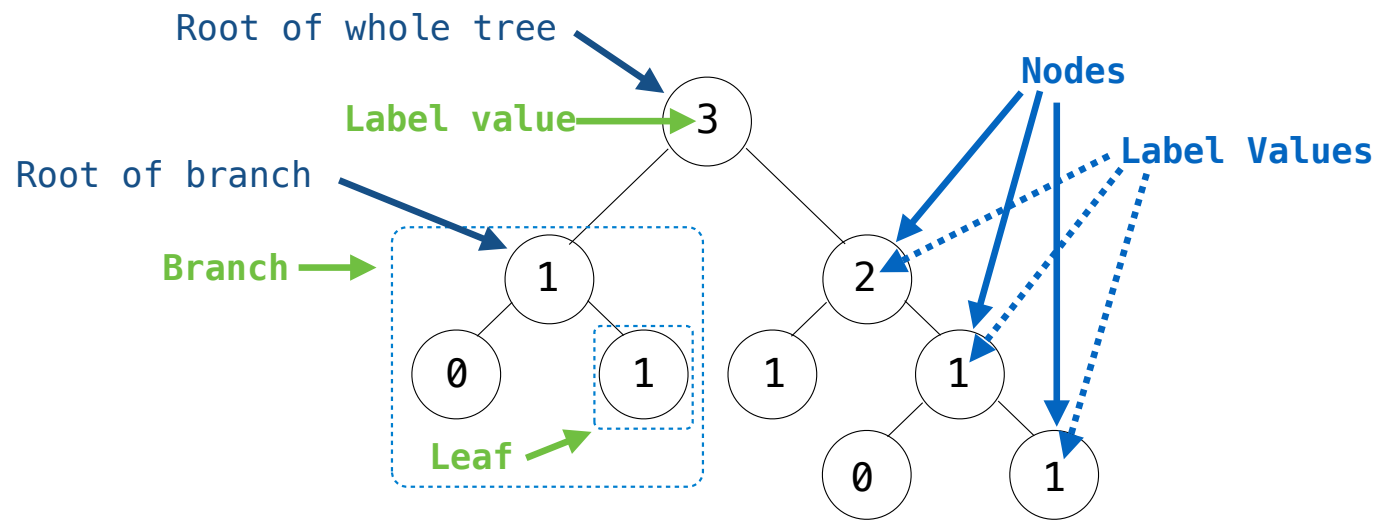 Root of whole tree
Nodes
Label value
3
Label Values
Root of branch
Branch
1
2
0
1
1
1
Leaf
0
1